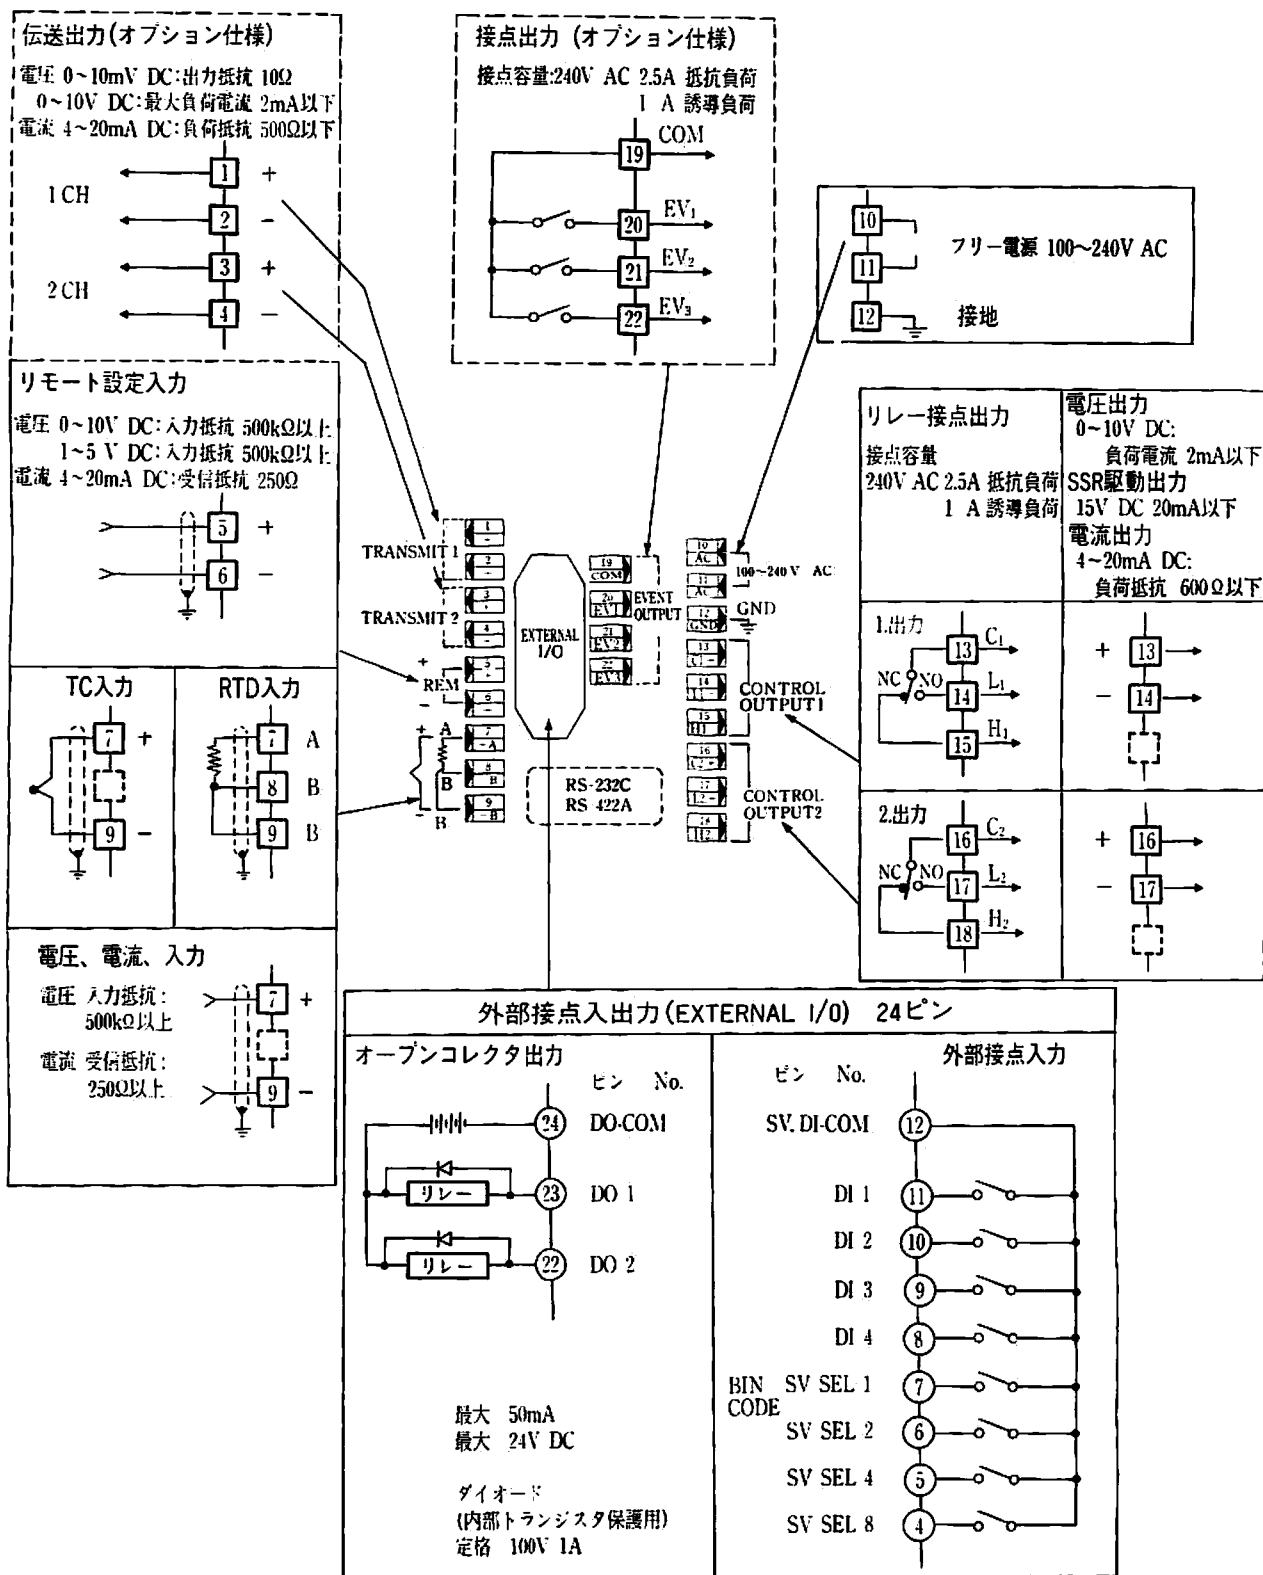 伝送出力(オプション仕様)
電圧 0~10mV DC:出力抵抗 10Ω
0~10V DC:最大負荷電流 2mA以下
電流 4~20mA DC:負荷抵抗 500Ω以下
1 CH
1 +
2 -
2 CH
3 +
4 -
接点出力 (オプション仕様)
接点容量:240V AC 2.5A 抵抗負荷
1 A 誘導負荷
19 COM
20 EV1
21 EV2
22 EV3
10
11
フリー電源 100~240V AC
12 接地
リモート設定入力
電圧 0~10V DC:入力抵抗 500kΩ以上
1~5 V DC:入力抵抗 500kΩ以上
電流 4~20mA DC:受信抵抗 250Ω
5 +
6 -
TC入力
7 +
9 -
RTD入力
7 A
8 B
9 B
電圧、電流、入力
電圧 入力抵抗:
500kΩ以上
電流 受信抵抗:
250Ω以上
7 +
9 -
TRANSMIT 1
TRANSMIT 2
+
REM
-
+ A
B
- B
1
2
3
4
5
6
7
8
9
EXTERNAL
I/O
RS-232C
RS-422A
19
COM
20
EV1
21
EV2
22
EV3
EVENT
OUTPUT
10
AC
11
AC
100~240 V AC
12
GND
GND
13
14
15
H1
CONTROL
OUTPUT1
16
17
18
H2
CONTROL
OUTPUT2
リレー接点出力
接点容量
240V AC 2.5A 抵抗負荷
1 A 誘導負荷
電圧出力
0~10V DC:
負荷電流 2mA以下
SSR駆動出力
15V DC 20mA以下
電流出力
4~20mA DC:
負荷抵抗 600Ω以下
1.出力
13 C1
NC NO 14 L1
15 H1
+ 13
- 14
2.出力
16 C2
NC NO 17 L2
18 H2
+ 16
- 17
外部接点入出力(EXTERNAL I/O) 24ピン
オープンコレクタ出力
ピン No.
24 DO-COM
リレー 23 DO 1
リレー 22 DO 2
最大 50mA
最大 24V DC
ダイオード
(内部トランジスタ保護用)
定格 100V 1A
外部接点入力
ピン No.
SV. DI-COM 12
DI 1 11
DI 2 10
DI 3 9
DI 4 8
BIN
CODE
SV SEL 1 7
SV SEL 2 6
SV SEL 4 5
SV SEL 8 4